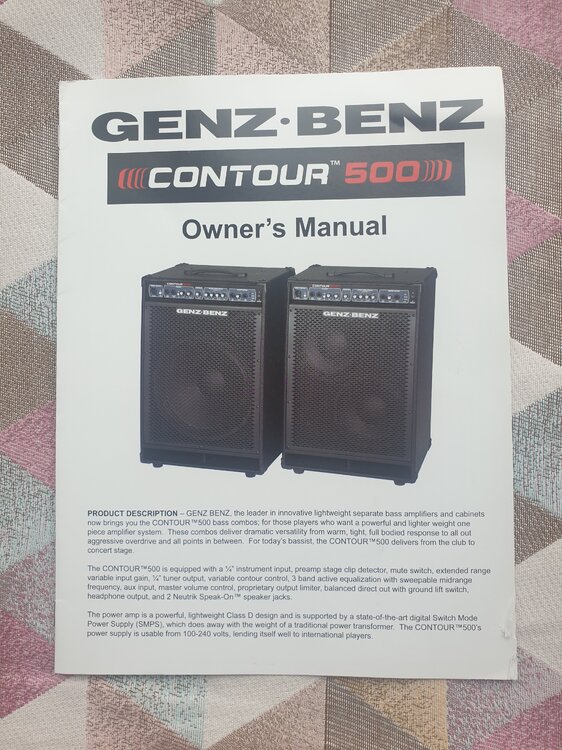 GENZ·BENZ
CONTOUR™ 500
Owner's Manual
CONTOUR
GENZ·BENZ
CONTOUR
GENZ·BENZ
PRODUCT DESCRIPTION – GENZ BENZ, the leader in innovative lightweight separate bass amplifiers and cabinets
now brings you the CONTOUR™500 bass combos; for those players who want a powerful and lighter weight one
piece amplifier system. These combos deliver dramatic versatility from warm, tight, full bodied response to all out
aggressive overdrive and all points in between. For today's bassist, the CONTOUR™500 delivers from the club to
concert stage.
The CONTOUR™500 is equipped with a ¼" instrument input, preamp stage clip detector, mute switch, extended range
variable input gain, ¼" tuner output, variable contour control, 3 band active equalization with sweepable midrange
frequency, aux input, master volume control, proprietary output limiter, balanced direct out with ground lift switch,
headphone output, and 2 Neutrik Speak-On™ speaker jacks.
The power amp is a powerful, lightweight Class D design and is supported by a state-of-the-art digital Switch Mode
Power Supply (SMPS), which does away with the weight of a traditional power transformer. The CONTOUR™500's
power supply is usable from 100-240 volts, lending itself well to international players.